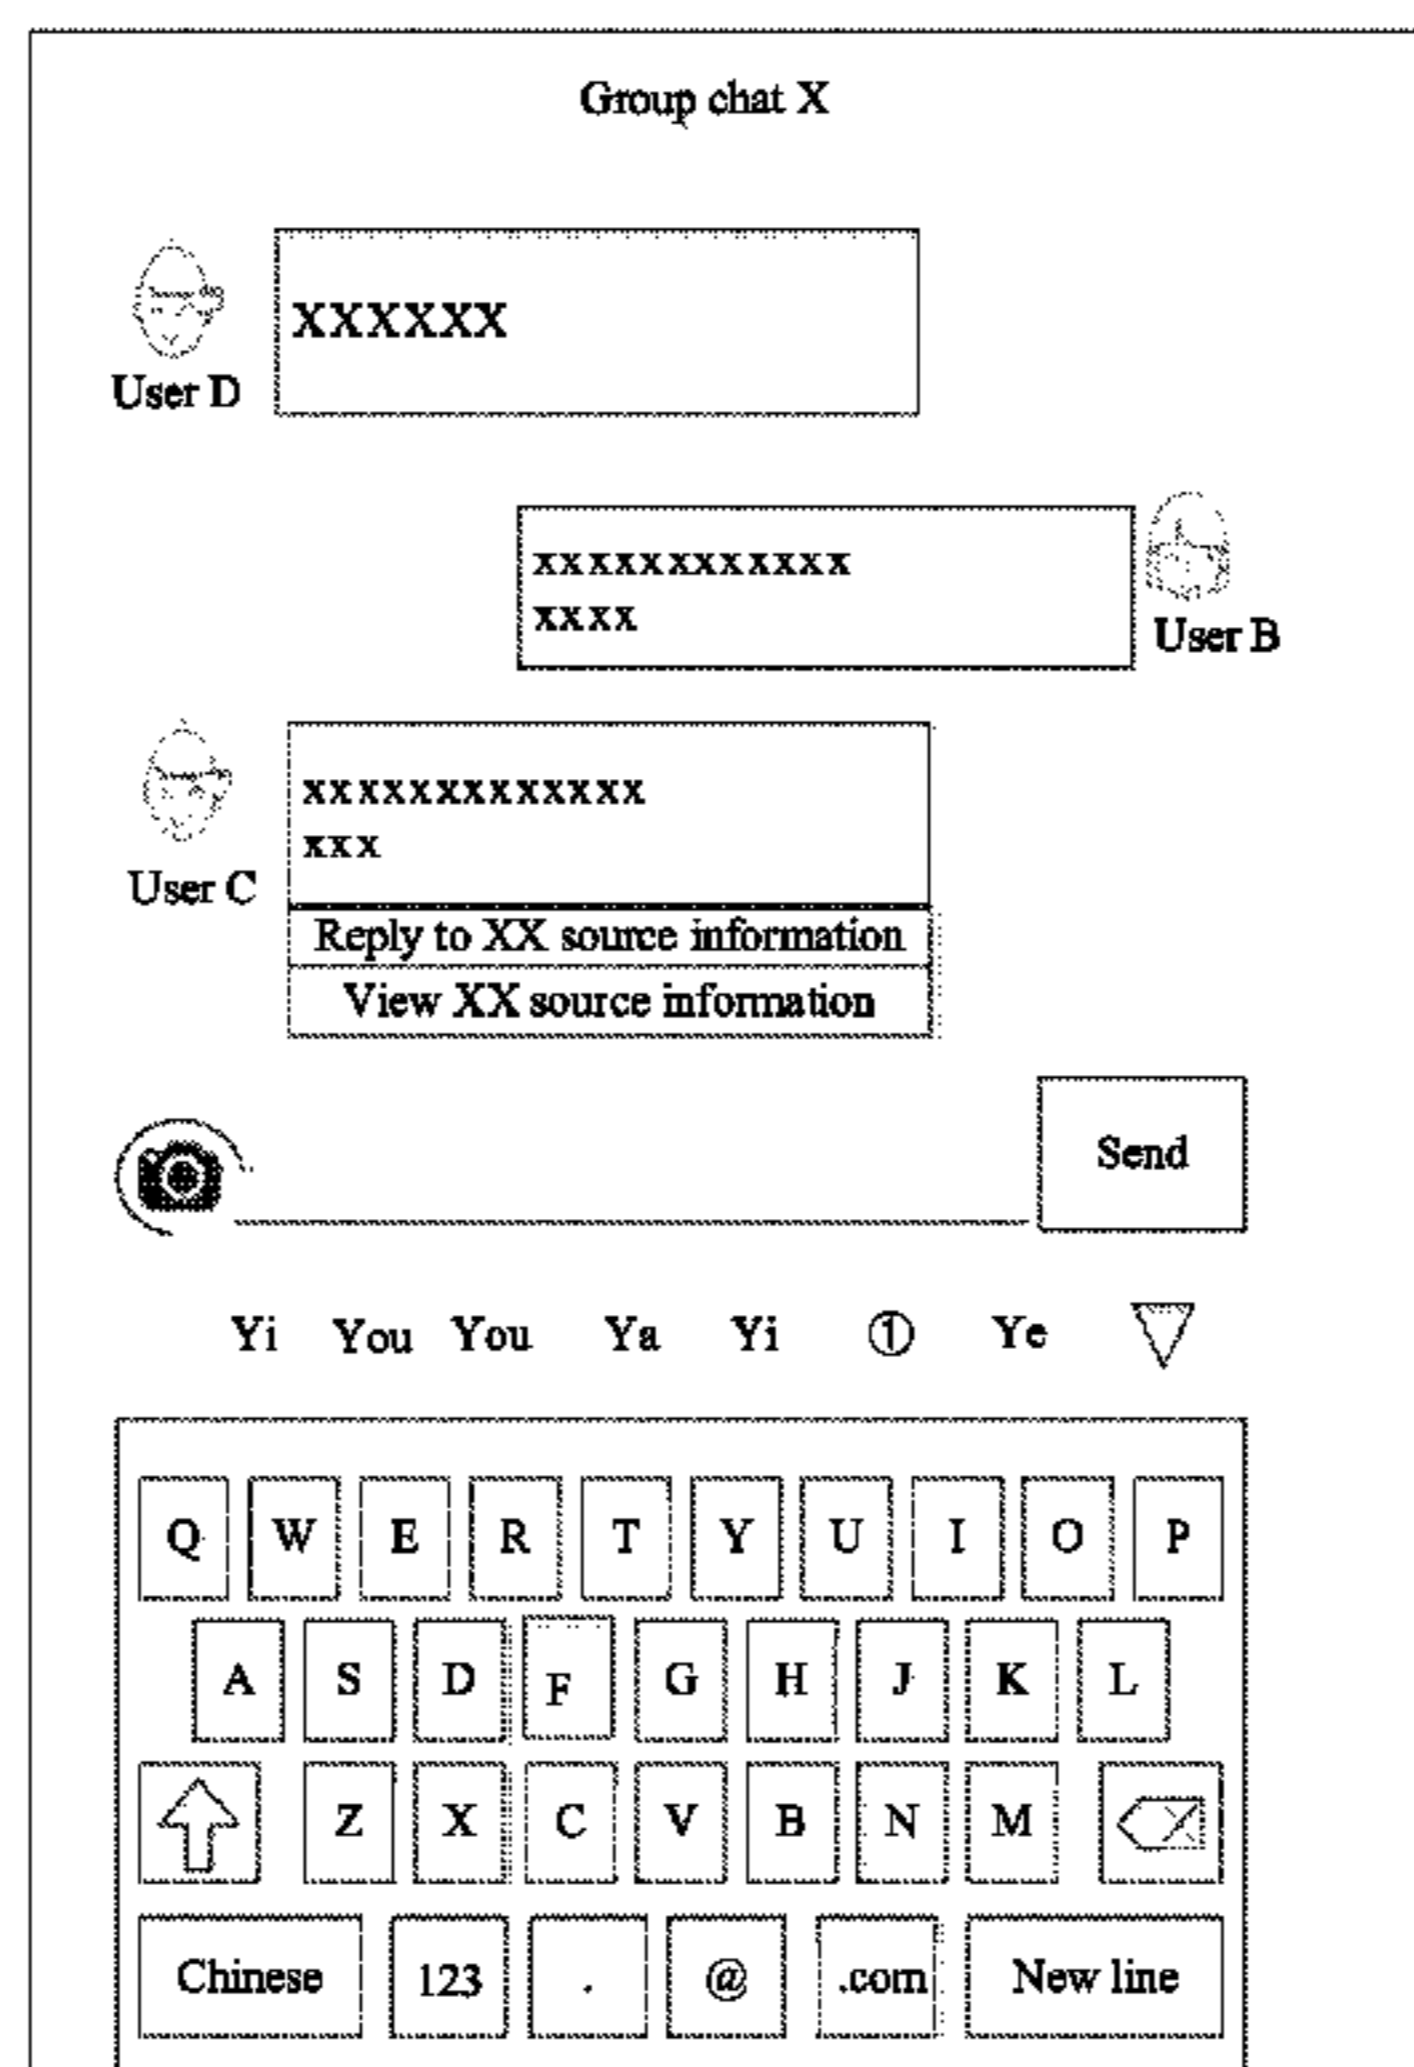 Group chat X
XXXXXX
User D
xxxxxxxxxxxx
xxxx
User B
xxxxxxxxxxxxx
xxx
User C
Reply to XX source information
View XX source information
Send
Yi You You Ya Yi ① Ye
Q W E R T Y U I O P
A S D F G H J K L
Z X C V B N M
Chinese 123 . @ .com New line